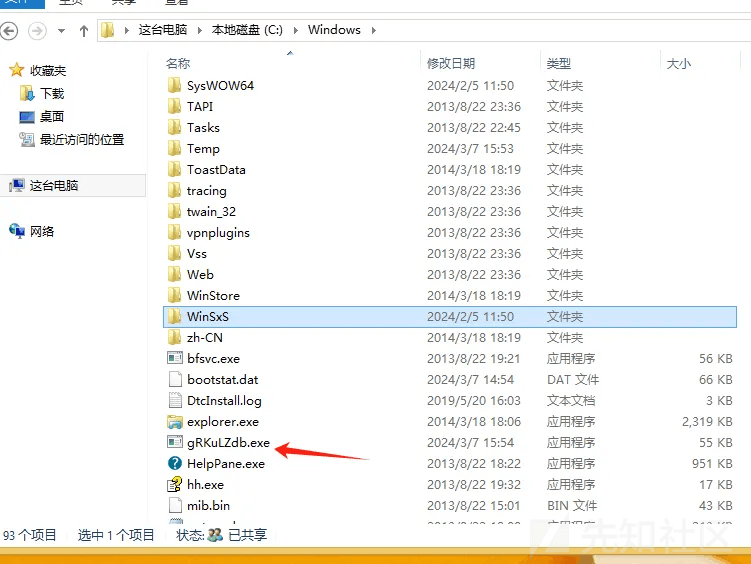 文件 主页 共享 查看
这台电脑 本地磁盘 (C:) Windows
名称 修改日期 类型 大小
收藏夹
下载
桌面
最近访问的位置
这台电脑
网络
SysWOW64 2024/2/5 11:50 文件夹
TAPI 2013/8/22 23:36 文件夹
Tasks 2013/8/22 22:45 文件夹
Temp 2024/3/7 15:53 文件夹
ToastData 2014/3/18 18:19 文件夹
tracing 2013/8/22 23:36 文件夹
twain_32 2013/8/22 23:36 文件夹
vpnplugins 2013/8/22 23:36 文件夹
Vss 2013/8/22 23:36 文件夹
Web 2013/8/22 23:36 文件夹
WinStore 2014/3/18 18:19 文件夹
WinSxS 2024/2/5 11:50 文件夹
zh-CN 2014/3/18 18:19 文件夹
bfsvc.exe 2013/8/22 19:21 应用程序 56 KB
bootstat.dat 2024/3/7 14:54 DAT 文件 66 KB
DtcInstall.log 2019/5/20 16:03 文本文档 3 KB
explorer.exe 2014/3/18 18:06 应用程序 2,319 KB
gRKuLZdb.exe 2024/3/7 15:54 应用程序 55 KB
HelpPane.exe 2013/8/22 18:22 应用程序 951 KB
hh.exe 2013/8/22 19:32 应用程序 17 KB
mib.bin 2013/8/22 15:01 BIN 文件 43 KB
93 个项目 选中 1 个项目 状态: 已共享
先知社区